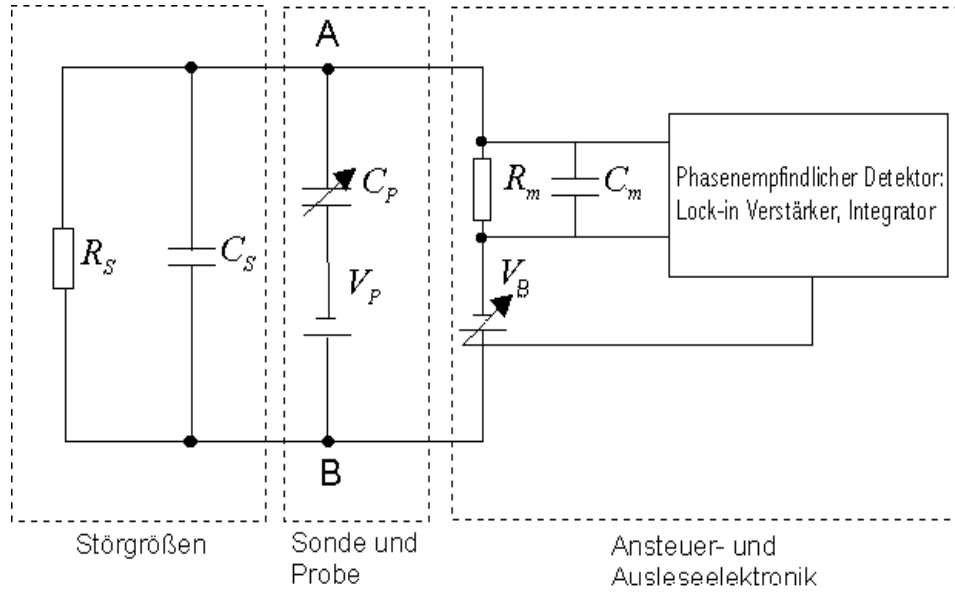 A
R_S
C_S
C_P
V_P
B
R_m
C_m
V_B
Phasenempfindlicher Detektor:
Lock-in Verstärker, Integrator
Störgrößen
Sonde und
Probe
Ansteuer- und
Ausleseelektronik